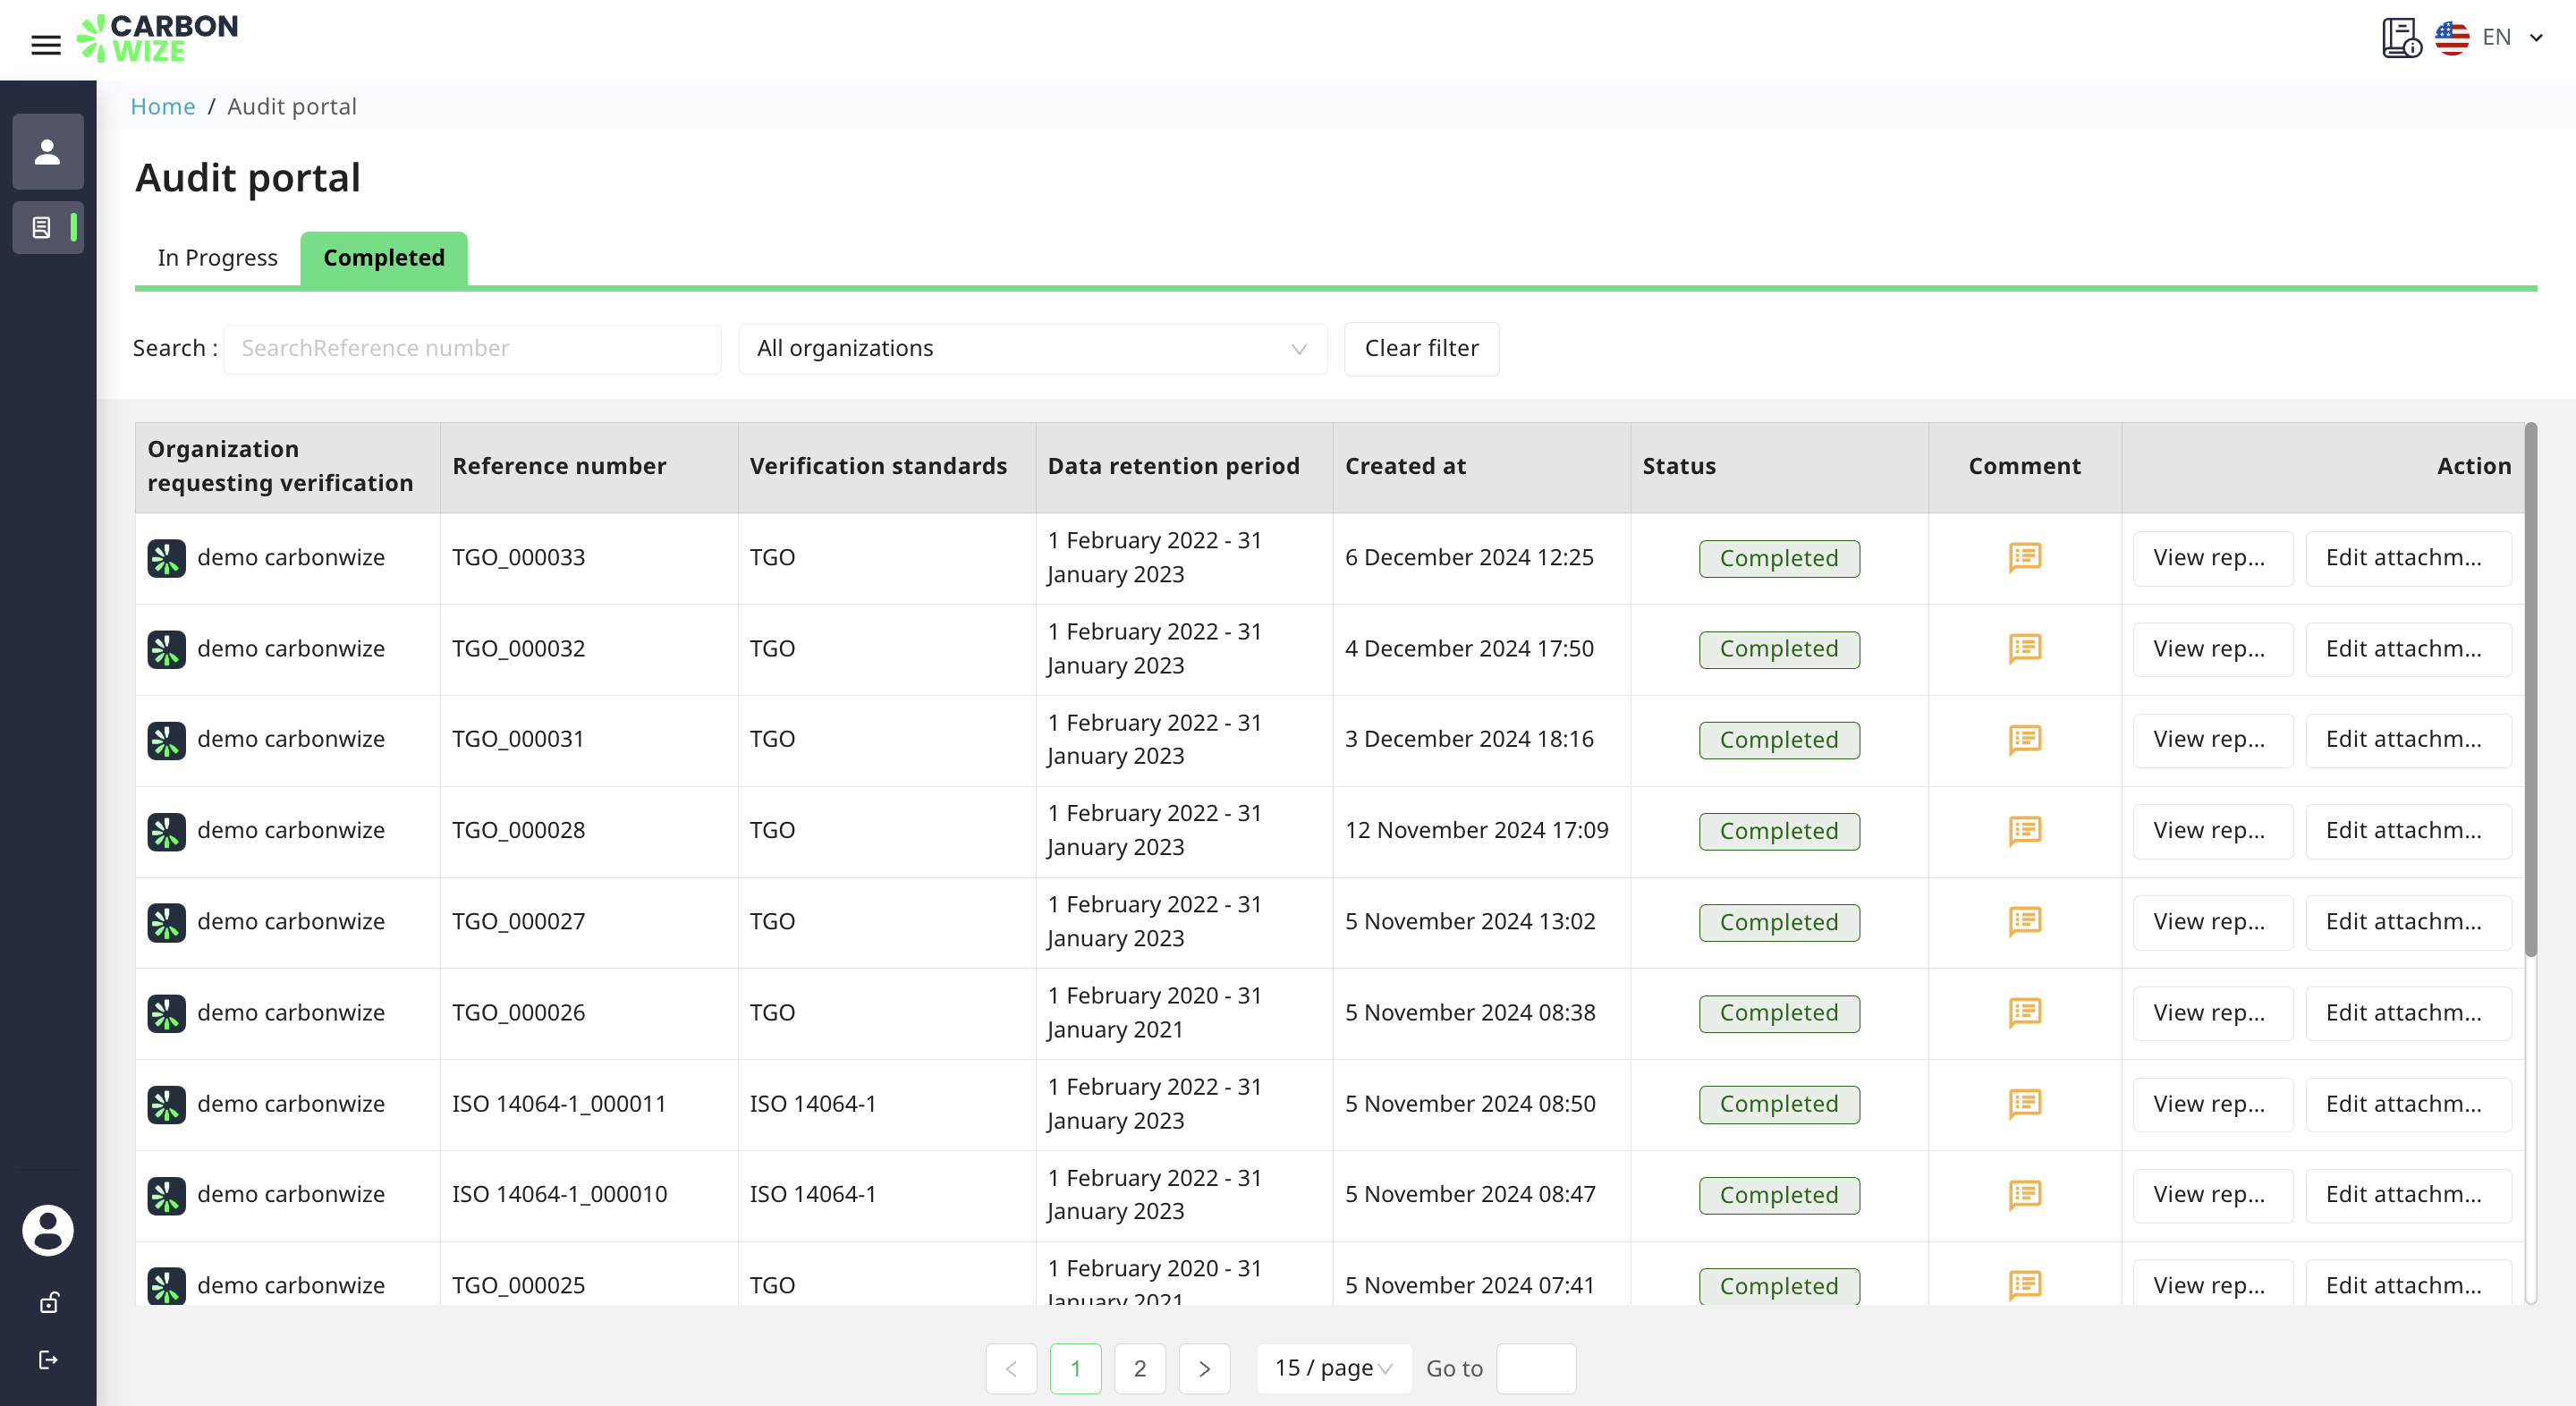 CARBON
WIZE
EN
Home / Audit portal
Audit portal
In Progress
Completed
Search :
SearchReference number
All organizations
Clear filter
Organization
requesting verification
Reference number
Verification standards
Data retention period
Created at
Status
Comment
Action
demo carbonwize
TGO_000033
TGO
1 February 2022 - 31
January 2023
6 December 2024 12:25
Completed
View rep...
Edit attachm...
demo carbonwize
TGO_000032
TGO
1 February 2022 - 31
January 2023
4 December 2024 17:50
Completed
View rep...
Edit attachm...
demo carbonwize
TGO_000031
TGO
1 February 2022 - 31
January 2023
3 December 2024 18:16
Completed
View rep...
Edit attachm...
demo carbonwize
TGO_000028
TGO
1 February 2022 - 31
January 2023
12 November 2024 17:09
Completed
View rep...
Edit attachm...
demo carbonwize
TGO_000027
TGO
1 February 2022 - 31
January 2023
5 November 2024 13:02
Completed
View rep...
Edit attachm...
demo carbonwize
TGO_000026
TGO
1 February 2020 - 31
January 2021
5 November 2024 08:38
Completed
View rep...
Edit attachm...
demo carbonwize
ISO 14064-1_000011
ISO 14064-1
1 February 2022 - 31
January 2023
5 November 2024 08:50
Completed
View rep...
Edit attachm...
demo carbonwize
ISO 14064-1_000010
ISO 14064-1
1 February 2022 - 31
January 2023
5 November 2024 08:47
Completed
View rep...
Edit attachm...
demo carbonwize
TGO_000025
TGO
1 February 2020 - 31
January 2021
5 November 2024 07:41
Completed
View rep...
Edit attachm...
< 1 2 >
15 / page
Go to